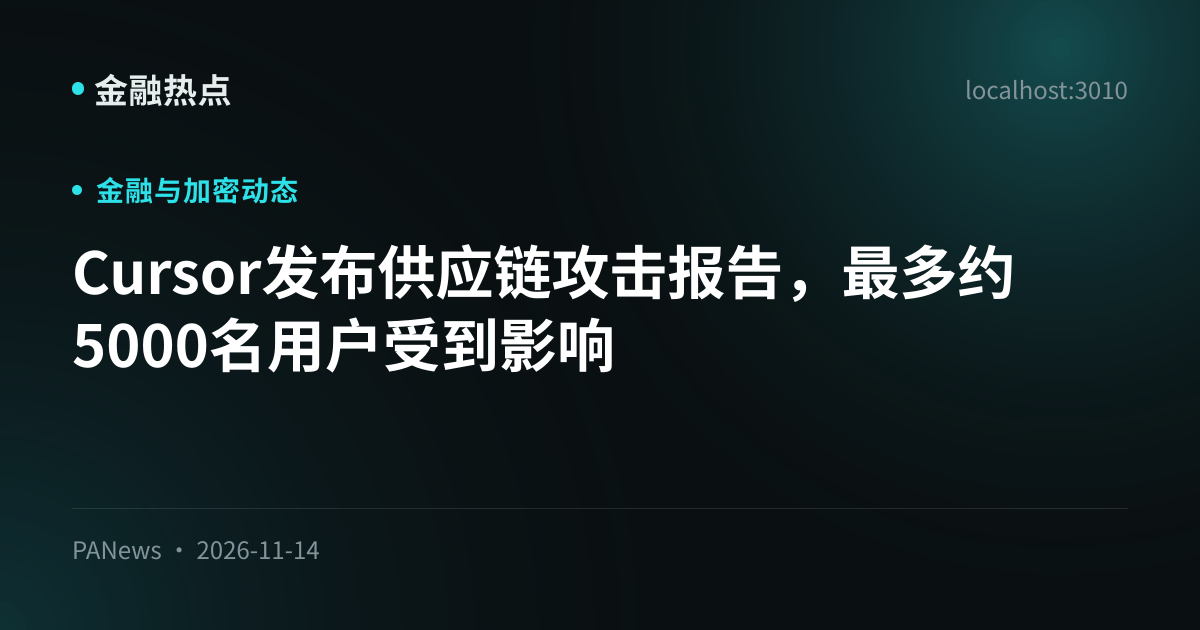 金融热点
localhost:3010
金融与加密动态
Cursor发布供应链攻击报告，最多约
5000名用户受到影响
PANews • 2026-11-14